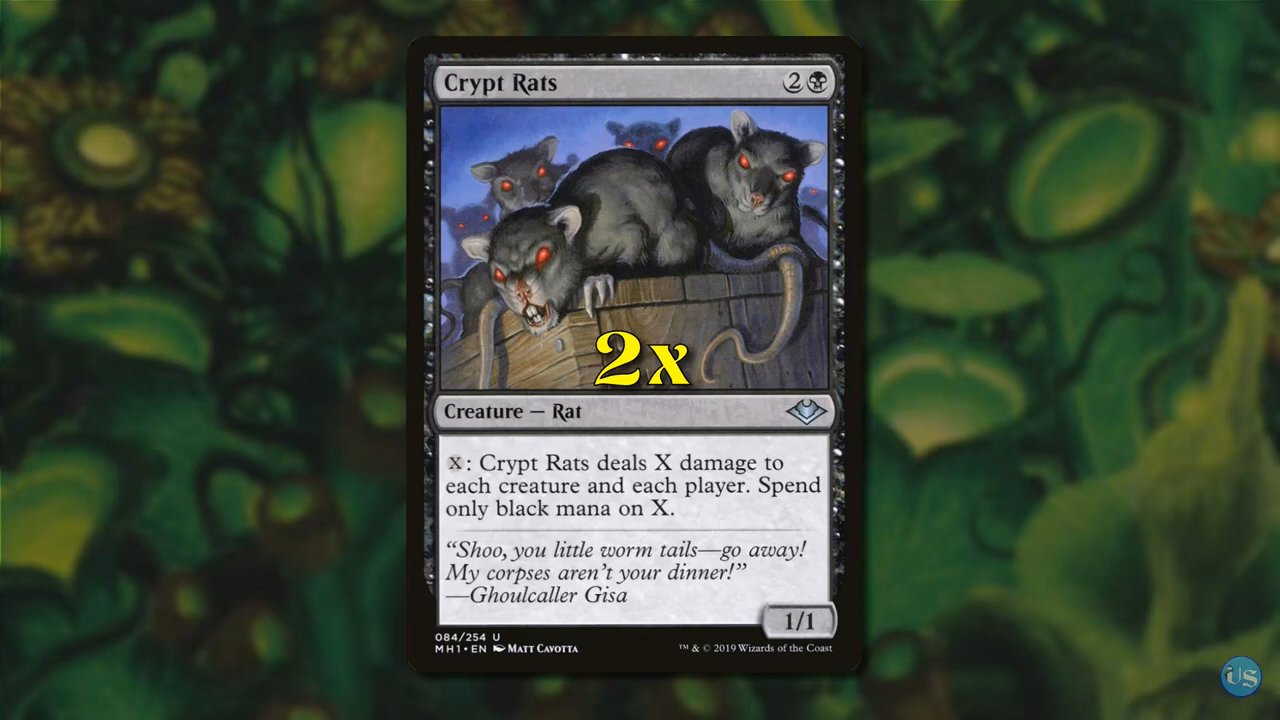 Crypt Rats 2
2x
Creature — Rat
X: Crypt Rats deals X damage to
each creature and each player. Spend
only black mana on X.
“Shoo, you little worm tails—go away!
My corpses aren’t your dinner!”
—Ghoulcaller Gisa
1/1
084/254 U
MH1 • EN MATT CAVOTTA ™ & © 2019 Wizards of the Coast
US